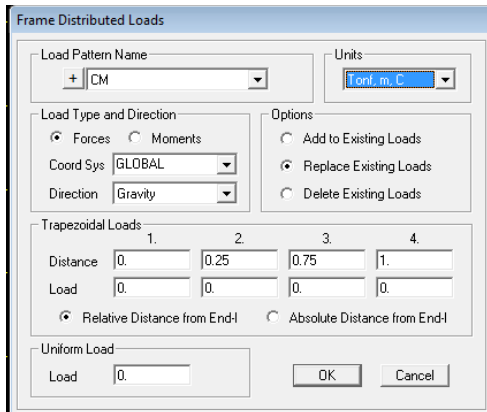 Frame Distributed Loads
Load Pattern Name
+ CM
Units
Tonf, m, C
Load Type and Direction
Forces Moments
Coord Sys GLOBAL
Direction Gravity
Options
Add to Existing Loads
Replace Existing Loads
Delete Existing Loads
Trapezoidal Loads
1. 2. 3. 4.
Distance 0. 0.25 0.75 1.
Load 0. 0. 0. 0.
Relative Distance from End-I Absolute Distance from End-I
Uniform Load
Load 0.
OK Cancel